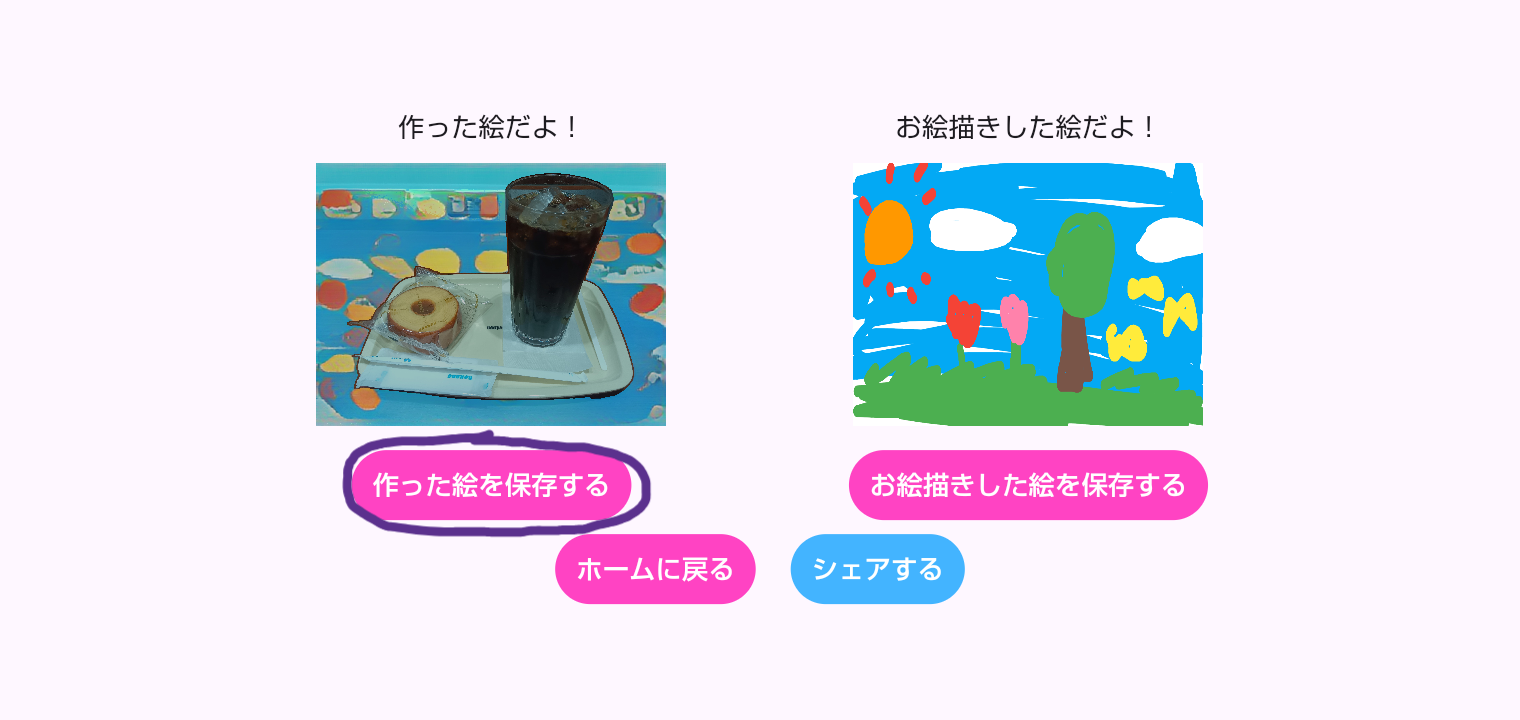 作った絵だよ！
お絵描きした絵だよ！
作った絵を保存する
お絵描きした絵を保存する
ホームに戻る
シェアする